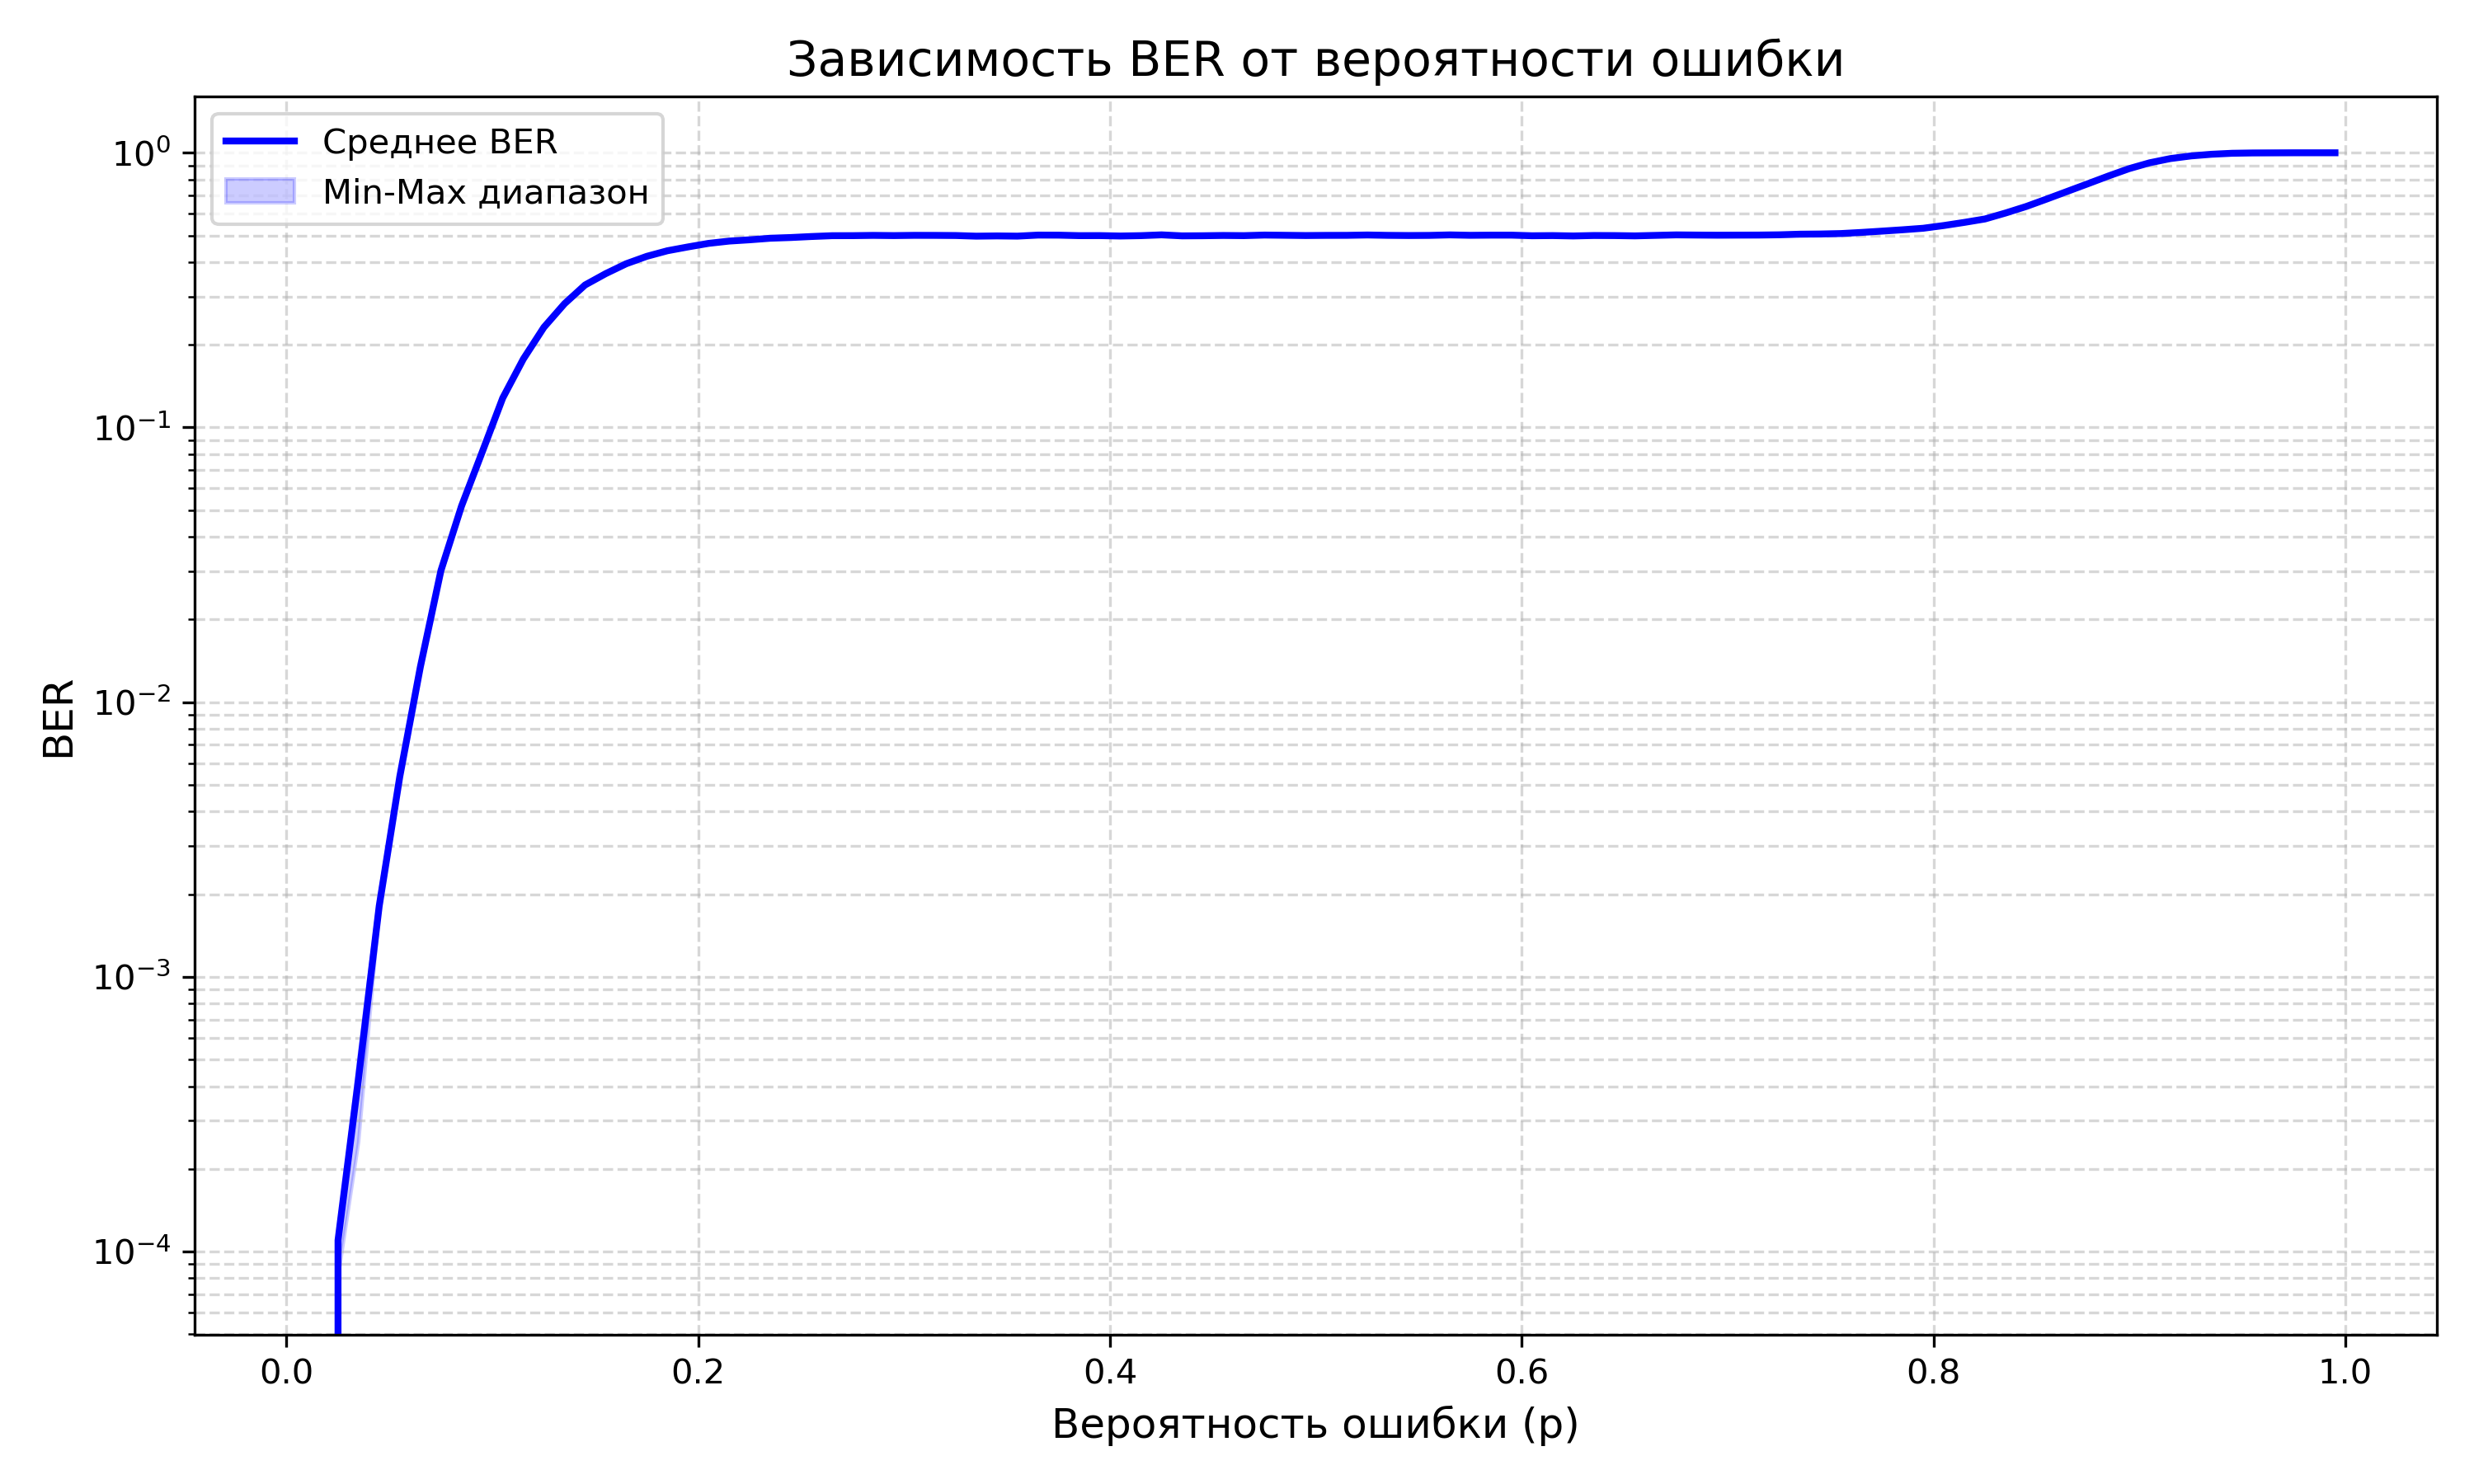 Зависимость BER от вероятности ошибки
Среднее BER
Min-Max диапазон
BER
10⁰
10⁻¹
10⁻²
10⁻³
10⁻⁴
0.0 0.2 0.4 0.6 0.8 1.0
Вероятность ошибки (p)